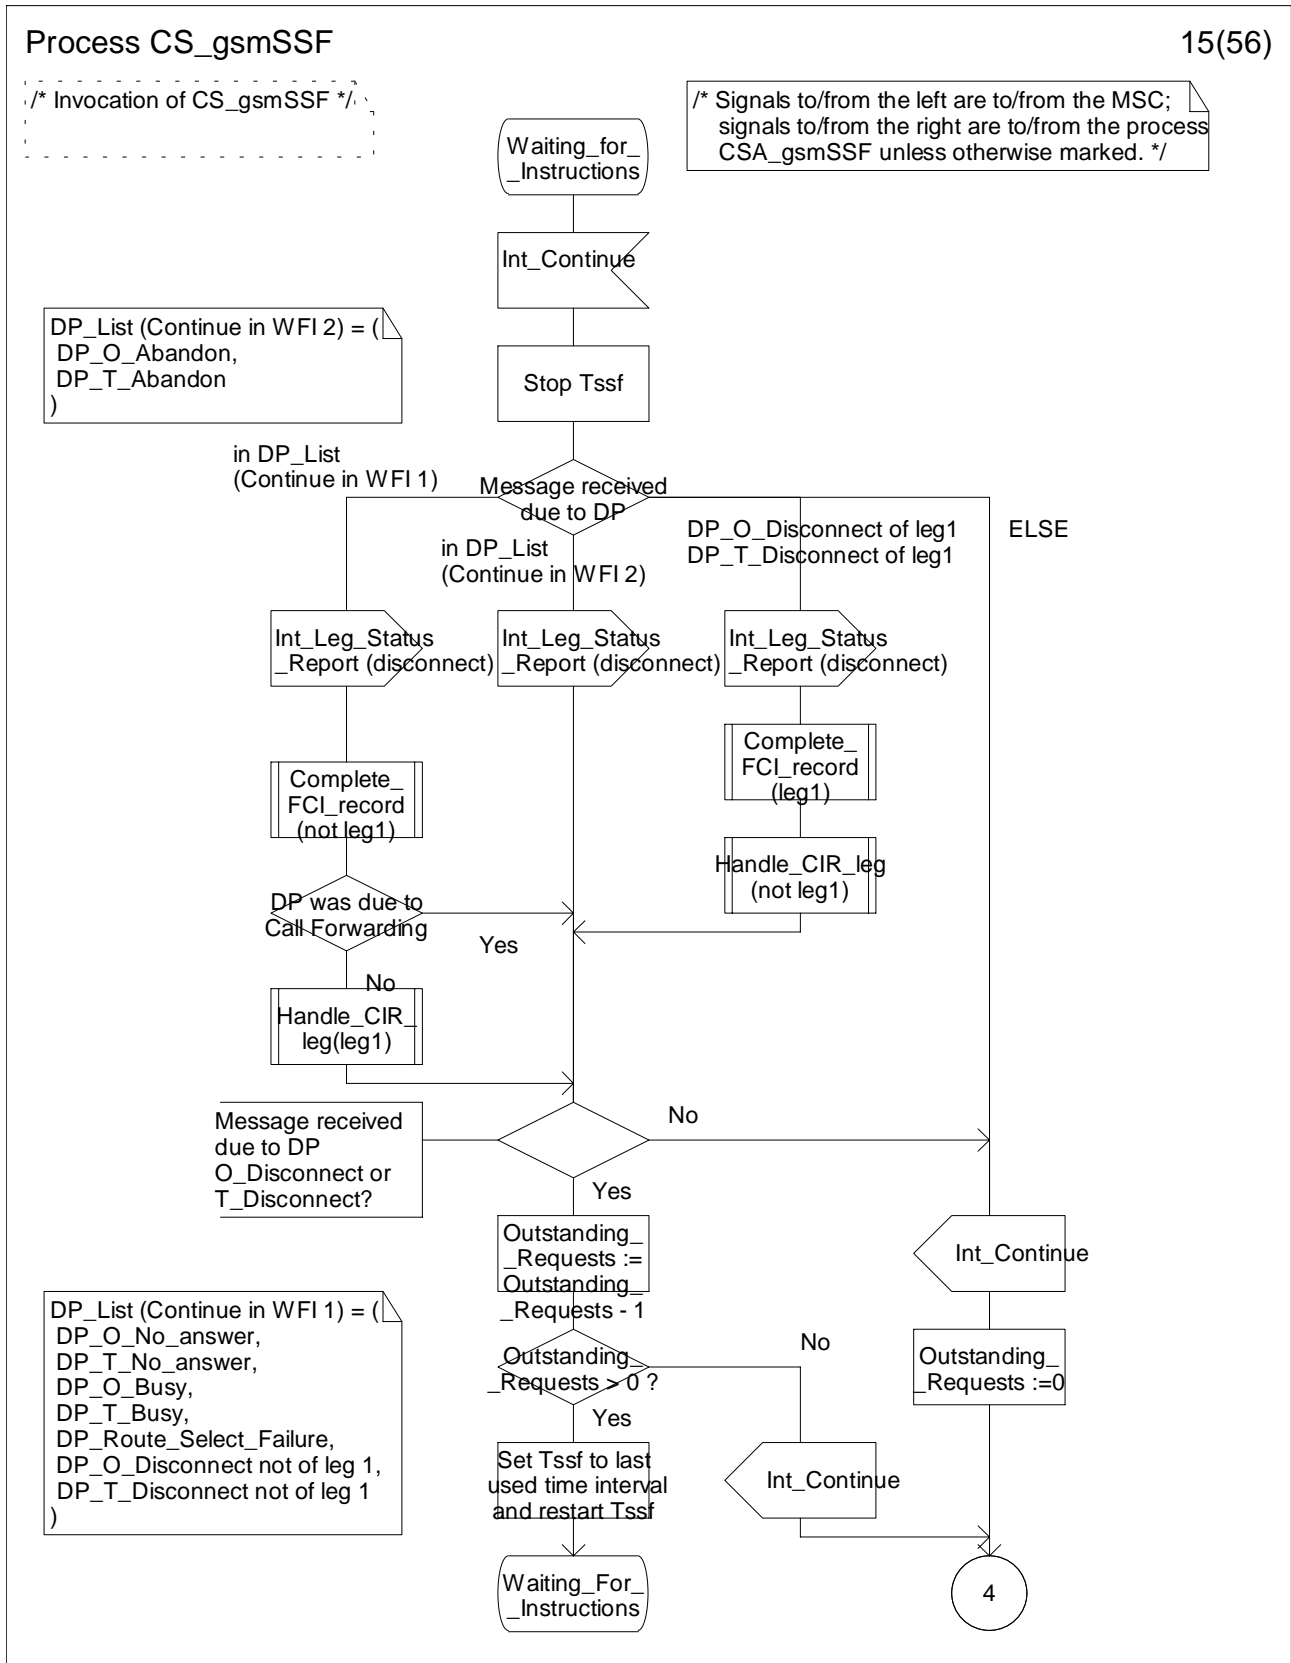 Process CS_gsmSSF
15(56)
/* Invocation of CS_gsmSSF */
/* Signals to/from the left are to/from the MSC;
signals to/from the right are to/from the process
CSA_gsmSSF unless otherwise marked. */
Waiting_for_
_Instructions
Int_Continue
DP_List (Continue in WFI 2) = (
DP_O_Abandon,
DP_T_Abandon
)
Stop Tssf
in DP_List
(Continue in WFI 1)
Message received
due to DP
in DP_List
(Continue in WFI 2)
DP_O_Disconnect of leg1
DP_T_Disconnect of leg1
ELSE
Int_Leg_Status
_Report (disconnect)
Int_Leg_Status
_Report (disconnect)
Int_Leg_Status
_Report (disconnect)
Complete_
FCI_record
(leg1)
Complete_
FCI_record
(not leg1)
Handle_CIR_leg
(not leg1)
DP was due to
Call Forwarding
Yes
No
Handle_CIR_
leg(leg1)
Message received
due to DP
O_Disconnect or
T_Disconnect?
No
Yes
Outstanding_
_Requests :=
Outstanding_
_Requests - 1
Int_Continue
DP_List (Continue in WFI 1) = (
DP_O_No_answer,
DP_T_No_answer,
DP_O_Busy,
DP_T_Busy,
DP_Route_Select_Failure,
DP_O_Disconnect not of leg 1,
DP_T_Disconnect not of leg 1
)
Outstanding_
_Requests > 0 ?
No
Yes
Outstanding_
_Requests :=0
Set Tssf to last
used time interval
and restart Tssf
Int_Continue
Waiting_For_
_Instructions
4